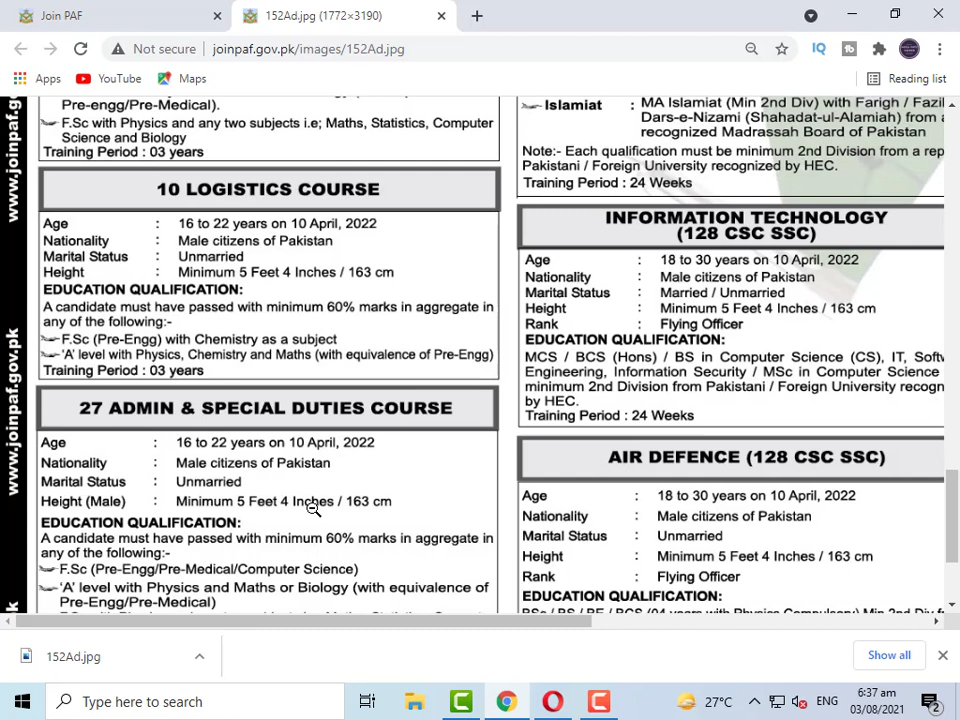 Join PAF
152Ad.jpg (1772×3190)
Not secure
joinpaf.gov.pk/images/152Ad.jpg
IQ
Apps
YouTube
Maps
Reading list
www.joinpaf.go
www.joinpaf.gov.pk
k
Pre-engg/Pre-Medical).
F.Sc with Physics and any two subjects i.e; Maths, Statistics, Computer
Science and Biology
Training Period : 03 years
10 LOGISTICS COURSE
Age : 16 to 22 years on 10 April, 2022
Nationality : Male citizens of Pakistan
Marital Status : Unmarried
Height : Minimum 5 Feet 4 Inches / 163 cm
EDUCATION QUALIFICATION:
A candidate must have passed with minimum 60% marks in aggregate in
any of the following:-
F.Sc (Pre-Engg) with Chemistry as a subject
'A' level with Physics, Chemistry and Maths (with equivalence of Pre-Engg)
Training Period : 03 years
27 ADMIN & SPECIAL DUTIES COURSE
Age : 16 to 22 years on 10 April, 2022
Nationality : Male citizens of Pakistan
Marital Status : Unmarried
Height (Male) : Minimum 5 Feet 4 Inches / 163 cm
EDUCATION QUALIFICATION:
A candidate must have passed with minimum 60% marks in aggregate in
any of the following:-
F.Sc (Pre-Engg/Pre-Medical/Computer Science)
'A' level with Physics and Maths or Biology (with equivalence of
Pre-Engg/Pre-Medical)
Islamiat : MA Islamiat (Min 2nd Div) with Farigh / Fazil
Dars-e-Nizami (Shahadat-ul-Alamiah) from a
recognized Madrassah Board of Pakistan
Note:- Each qualification must be minimum 2nd Division from a rep
Pakistani / Foreign University recognized by HEC.
Training Period : 24 Weeks
INFORMATION TECHNOLOGY
(128 CSC SSC)
Age : 18 to 30 years on 10 April, 2022
Nationality : Male citizens of Pakistan
Marital Status : Married / Unmarried
Height : Minimum 5 Feet 4 Inches / 163 cm
Rank : Flying Officer
EDUCATION QUALIFICATION:
MCS / BCS (Hons) / BS in Computer Science (CS), IT, Softv
Engineering, Information Security / MSc in Computer Science
minimum 2nd Division from Pakistani / Foreign University recogn
by HEC.
Training Period : 24 Weeks
AIR DEFENCE (128 CSC SSC)
Age : 18 to 30 years on 10 April, 2022
Nationality : Male citizens of Pakistan
Marital Status : Unmarried
Height : Minimum 5 Feet 4 Inches / 163 cm
Rank : Flying Officer
EDUCATION QUALIFICATION:
152Ad.jpg
Show all
Type here to search
27°C
ENG
6:37 am
03/08/2021
2